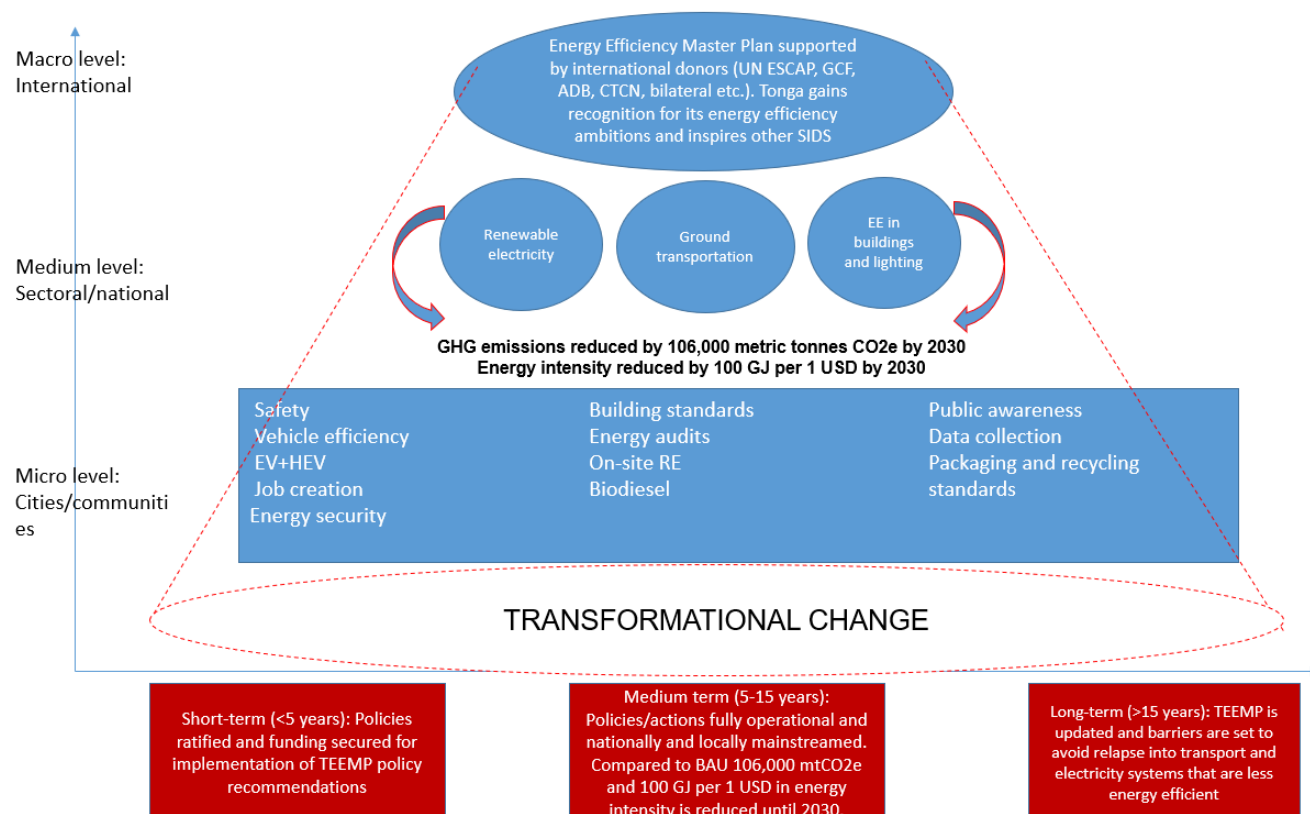 Macro level:
International
Energy Efficiency Master Plan supported
by international donors (UN ESCAP, GCF,
ADB, CTCN, bilateral etc.). Tonga gains
recognition for its energy efficiency
ambitions and inspires other SIDS
Medium level:
Sectoral/national
Renewable
electricity
Ground
transportation
EE in
buildings
and lighting
GHG emissions reduced by 106,000 metric tonnes CO2e by 2030
Energy intensity reduced by 100 GJ per 1 USD by 2030
Micro level:
Cities/communiti
es
Safety
Vehicle efficiency
EV+HEV
Job creation
Energy security
Building standards
Energy audits
On-site RE
Biodiesel
Public awareness
Data collection
Packaging and recycling
standards
TRANSFORMATIONAL CHANGE
Short-term (<5 years): Policies
ratified and funding secured for
implementation of TEEMP policy
recommendations
Medium term (5-15 years):
Policies/actions fully operational and
nationally and locally mainstreamed.
Compared to BAU 106,000 mtCO2e
and 100 GJ per 1 USD in energy
intensity is reduced until 2030.
Long-term (>15 years): TEEMP is
updated and barriers are set to
avoid relapse into transport and
electricity systems that are less
energy efficient